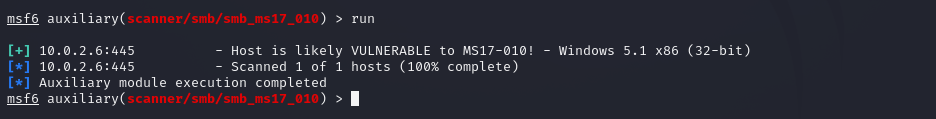 msf6 auxiliary(scanner/smb/smb_ms17_010) > run
[+] 10.0.2.6:445 - Host is likely VULNERABLE to MS17-010! - Windows 5.1 x86 (32-bit)
[*] 10.0.2.6:445 - Scanned 1 of 1 hosts (100% complete)
[*] Auxiliary module execution completed
msf6 auxiliary(scanner/smb/smb_ms17_010) >